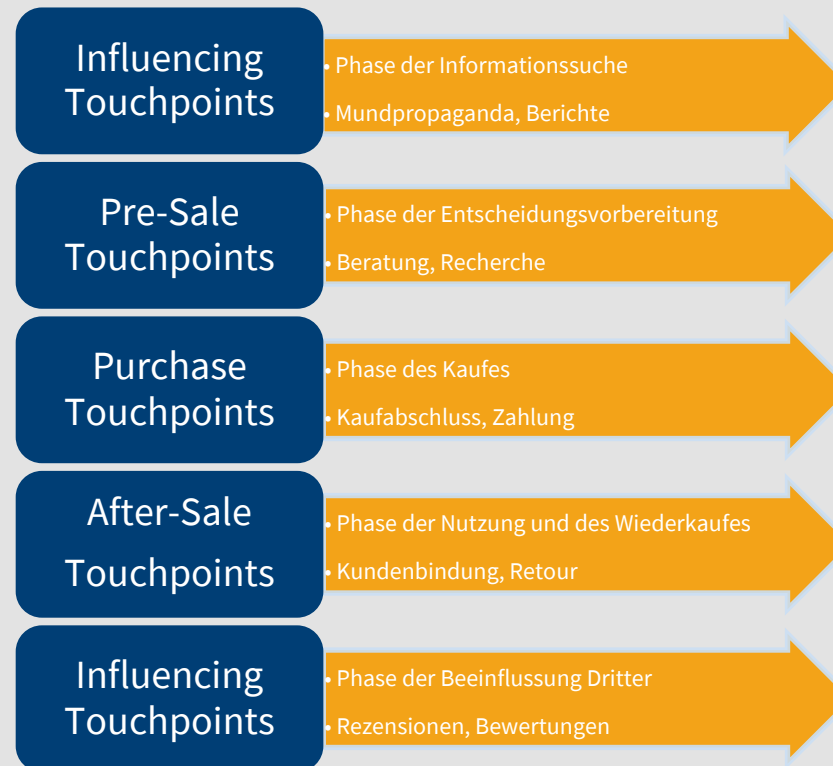 Influencing
Touchpoints
• Phase der Informationssuche
• Mundpropaganda, Berichte
Pre-Sale
Touchpoints
• Phase der Entscheidungsvorbereitung
• Beratung, Recherche
Purchase
Touchpoints
• Phase des Kaufes
• Kaufabschluss, Zahlung
After-Sale
Touchpoints
• Phase der Nutzung und des Wiederkaufes
• Kundenbindung, Retour
Influencing
Touchpoints
• Phase der Beeinflussung Dritter
• Rezensionen, Bewertungen